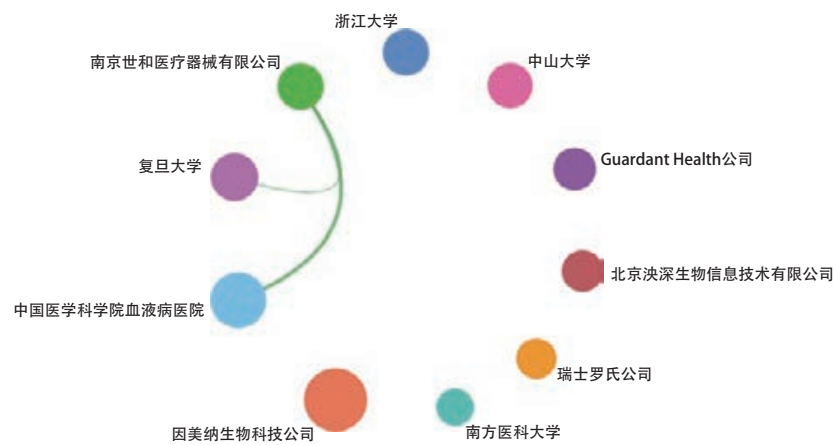 浙江大学
南京世和医疗器械有限公司
中山大学
复旦大学
Guardant Health公司
北京泱深生物信息技术有限公司
中国医学科学院血液病医院
瑞士罗氏公司
因美纳生物科技公司
南方医科大学